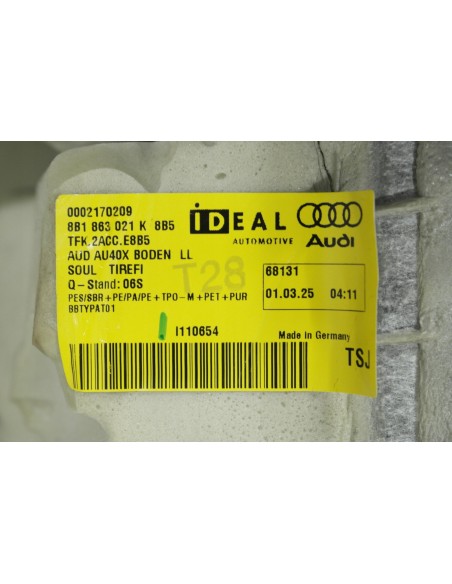 0002170209
8B1 863 021 K 8B5
TFK.2ACC.E8B5
AUD AU40X BODEN LL
SOUL TIREFI
Q-Stand: 06S
PES/SBR+PE/PA/PE+TPO-M+PET+PUR
BBTYPAT01
iDEAL
AUTOMOTIVE
Audi
T28
68131
01.03.25 04:11
I110654
Made in Germany
TSJ